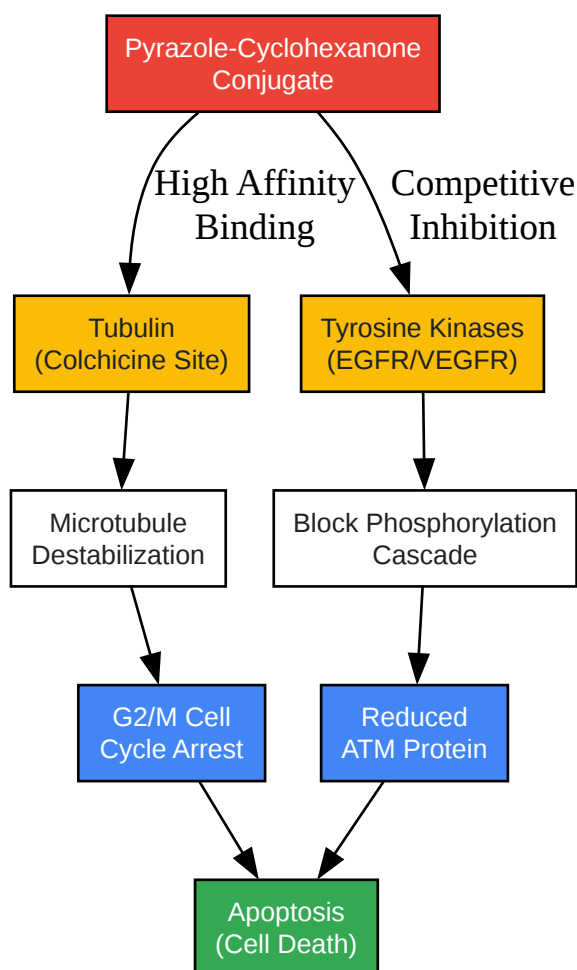 Pyrazole-Cyclohexanone
Conjugate
High Affinity
Binding
Competitive
Inhibition
Tubulin
(Colchicine Site)
Tyrosine Kinases
(EGFR/VEGFR)
Microtubule
Destabilization
Block Phosphorylation
Cascade
G2/M Cell
Cycle Arrest
Reduced
ATM Protein
Apoptosis
(Cell Death)